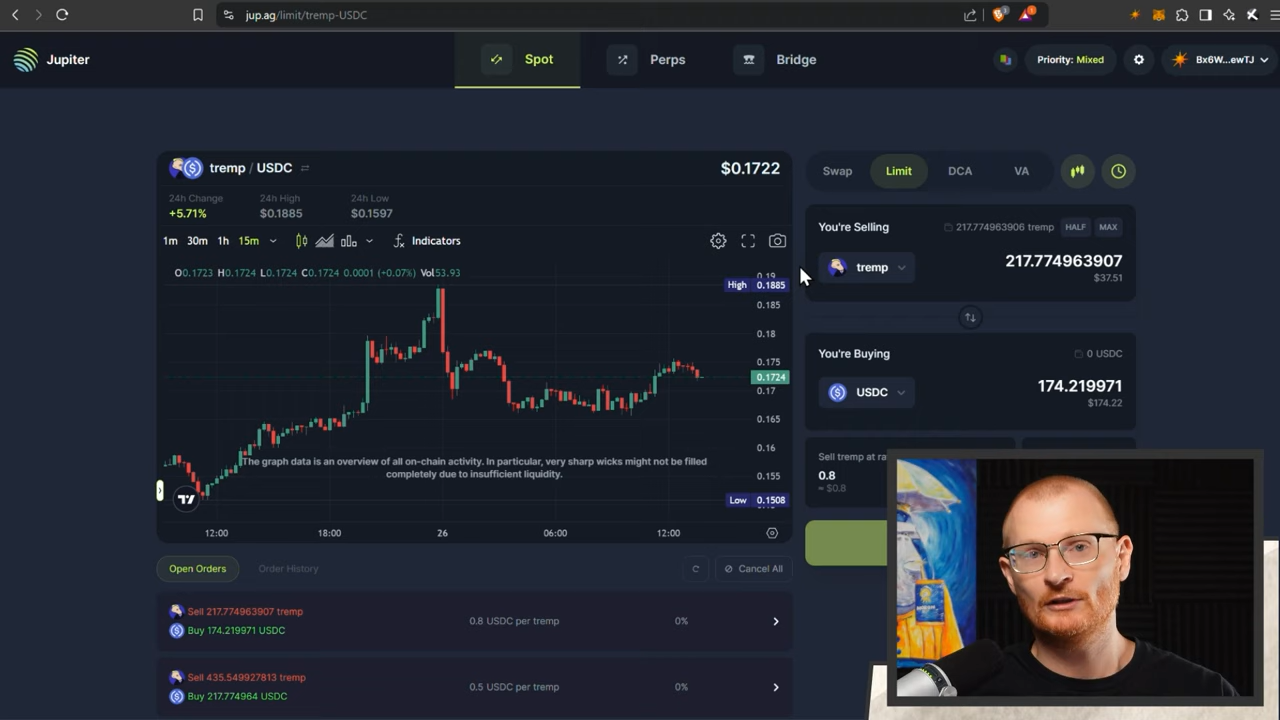 jup.ag/limit/tremp-USDC
Jupiter
Spot
Perps
Bridge
Priority: Mixed
Bx6W...ewTJ
tremp / USDC
$0.1722
24h Change
24h High
24h Low
+5.71%
$0.1885
$0.1597
1m 30m 1h 15m
Indicators
O0.1723 H0.1724 L0.1724 C0.1724 0.0001 (+0.07%) Vol53.93
0.19
High 0.1885
0.185
0.18
0.175
0.1724
0.17
0.165
0.16
0.155
Low 0.1508
The graph data is an overview of all on-chain activity. In particular, very sharp wicks might not be filled
completely due to insufficient liquidity.
12:00 18:00 26 06:00 12:00
Swap Limit DCA VA
You're Selling
217.774963906 tremp HALF MAX
tremp
217.774963907
$37.51
You're Buying
0 USDC
USDC
174.219971
$174.22
Sell tremp at ra
0.8
≈ $0.8
Open Orders
Order History
Cancel All
Sell 217.774963907 tremp
Buy 174.219971 USDC
0.8 USDC per tremp
0%
Sell 435.549927813 tremp
Buy 217.774964 USDC
0.5 USDC per tremp
0%